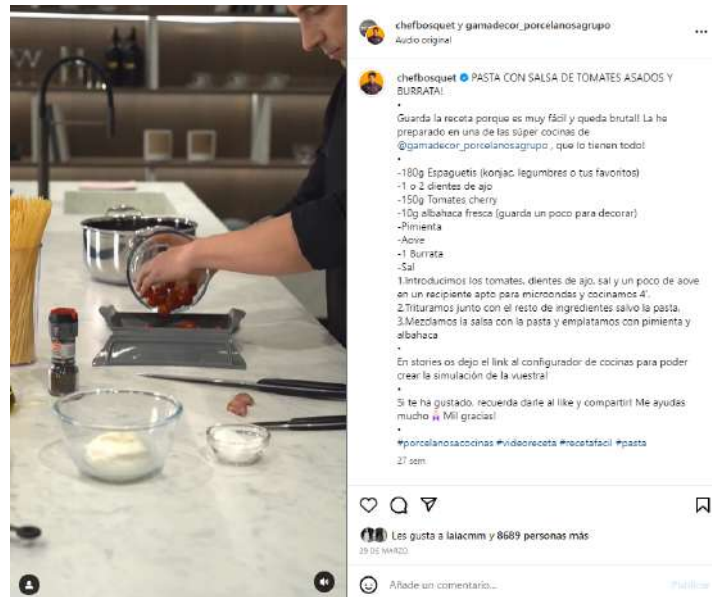 chefbosquet y gamadecor_porcelanosagrupo
Audio original
chefbosquet PASTA CON SALSA DE TOMATES ASADOS Y
BURRATA!
•
Guarda la receta porque es muy fácil y queda brutal! La he
preparado en una de las súper cocinas de
@gamadecor_porcelanosagrupo , que lo tienen todo!
•
-180g Espaguetis (konjac, legumbres o tus favoritos)
-1 o 2 dientes de ajo
-150g Tomates cherry
-10g albahaca fresca (guarda un poco para decorar)
-Pimienta
-Aove
-1 Burrata
-Sal
1.Introducimos los tomates, dientes de ajo, sal y un poco de aove
en un recipiente apto para microondas y cocinamos 4'.
2.Trituramos junto con el resto de ingredientes salvo la pasta.
3.Mezclamos la salsa con la pasta y emplatamos con pimienta y
albahaca
•
En stories os dejo el link al configurador de cocinas para poder
crear la simulación de la vuestra!
•
Si te ha gustado, recuerda darle al like y compartir! Me ayudas
mucho 🙏 Mil gracias!
•
#porcelanosacocinas #videoreceta #recetafacil #pasta
27 sem
Les gusta a laiacmm y 8689 personas más
29 DE MARZO
Añade un comentario...
Publicar